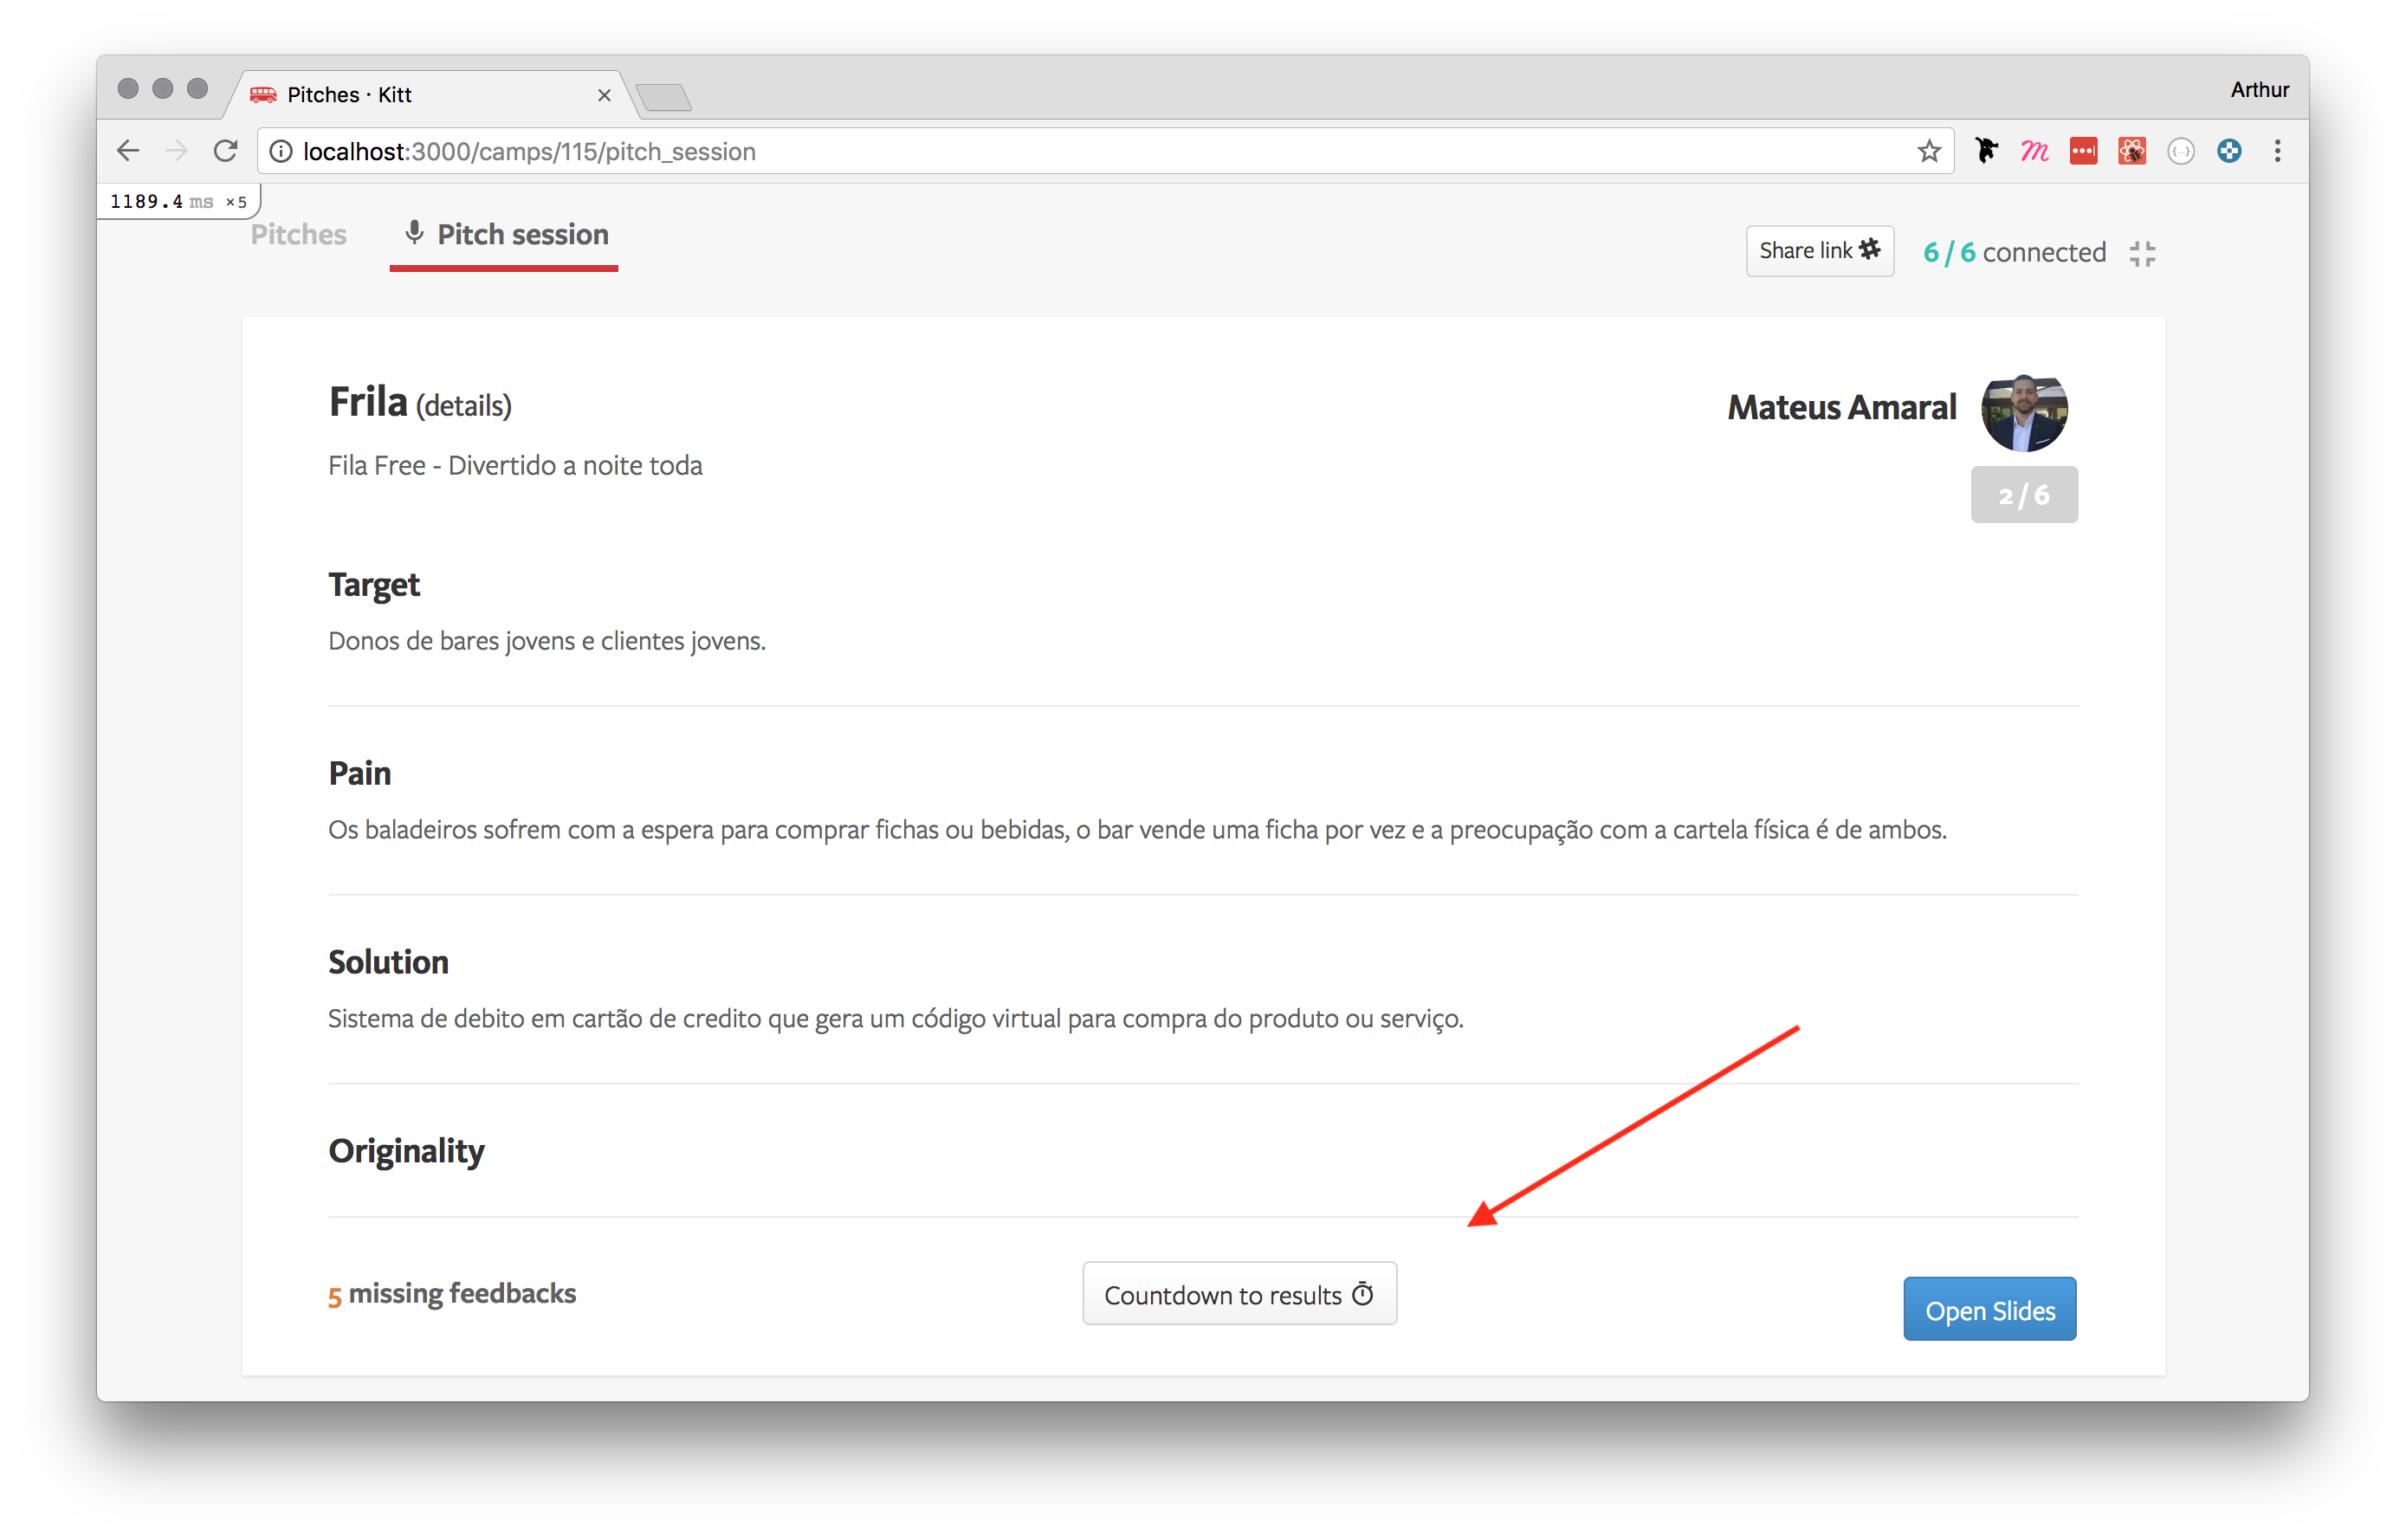 Pitches · Kitt
Arthur
localhost:3000/camps/115/pitch_session
1189.4 ms ×5
Pitches
Pitch session
Share link
6 / 6 connected
Frila (details)
Mateus Amaral
Fila Free - Divertido a noite toda
2 / 6
Target
Donos de bares jovens e clientes jovens.
Pain
Os baladeiros sofrem com a espera para comprar fichas ou bebidas, o bar vende uma ficha por vez e a preocupação com a cartela física é de ambos.
Solution
Sistema de debito em cartão de credito que gera um código virtual para compra do produto ou serviço.
Originality
5 missing feedbacks
Countdown to results
Open Slides